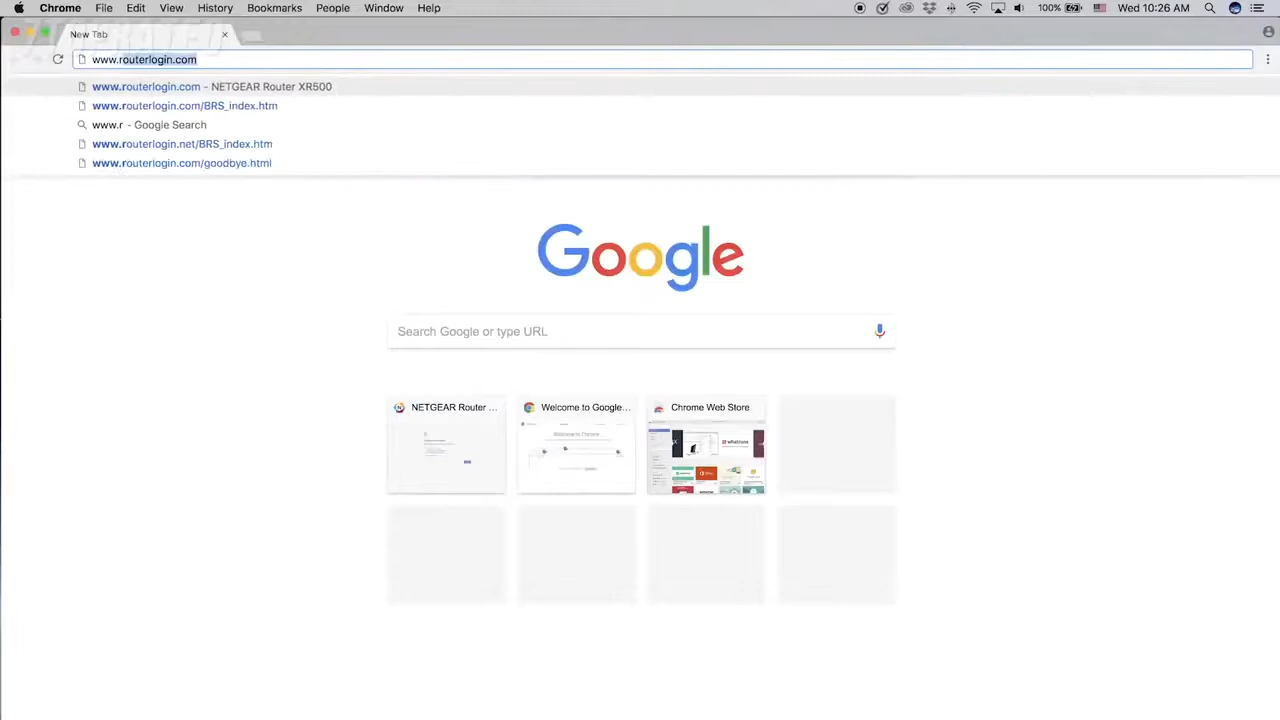 Chrome File Edit View History Bookmarks People Window Help 100% Wed 10:26 AM
New Tab
www.routerlogin.com
www.routerlogin.com - NETGEAR Router XR500
www.routerlogin.com/BRS_index.htm
www.r - Google Search
www.routerlogin.net/BRS_index.htm
www.routerlogin.com/goodbye.html
Google
Search Google or type URL
NETGEAR Router ... Welcome to Google... Chrome Web Store
Welcome to Chrome